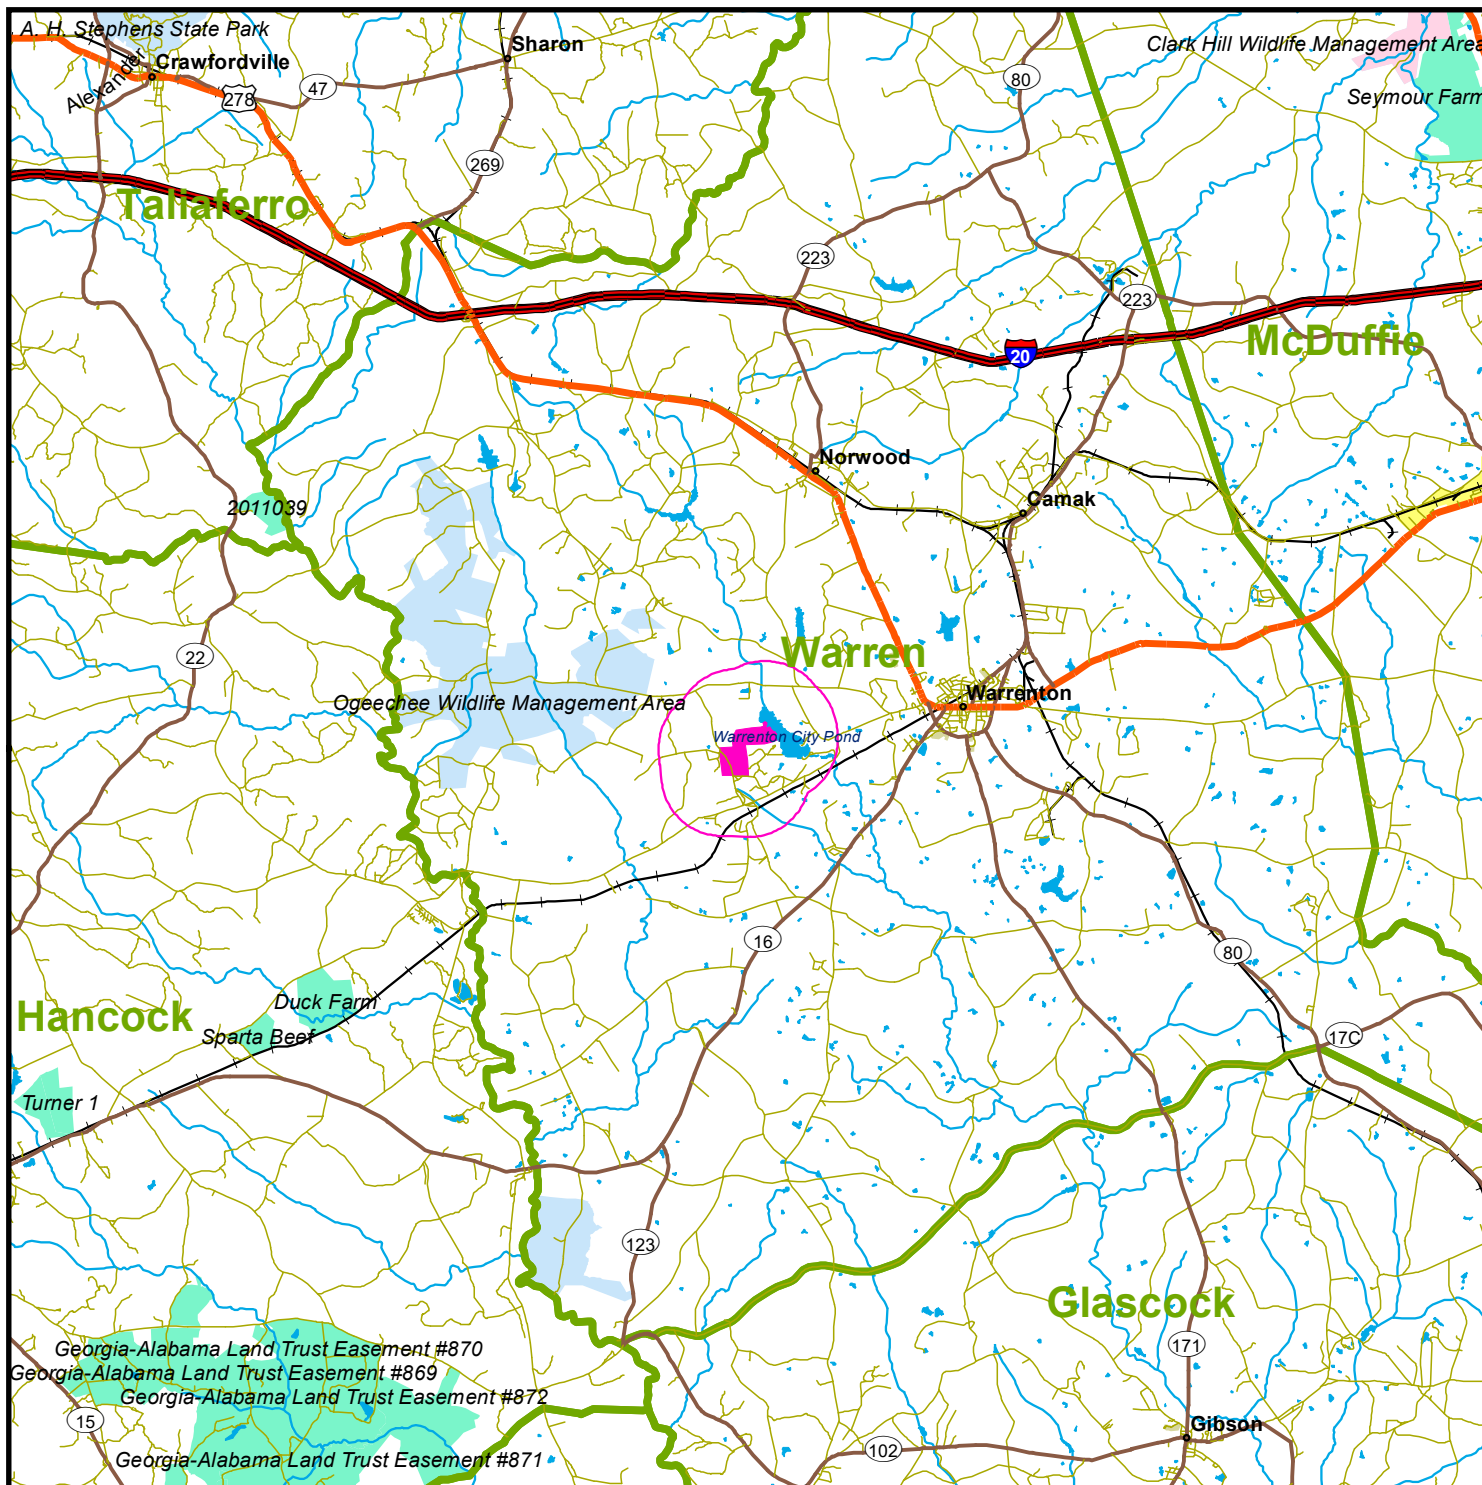 A. H. Stephens State Park
Sharon
Clark Hill Wildlife Management Area
Crawfordville
Alexander
80
47
278
Seymour Farm
269
Taliaferro
223
223
McDuffie
20
Norwood
Camak
2011039
22
Warren
Warrenton
Ogeechee Wildlife Management Area
Warrenton City Pond
16
80
Duck Farm
Hancock
Sparta Beef
17C
Turner 1
123
Glascock
171
Georgia-Alabama Land Trust Easement #870
Georgia-Alabama Land Trust Easement #869
Georgia-Alabama Land Trust Easement #872
15
Gibson
102
Georgia-Alabama Land Trust Easement #871